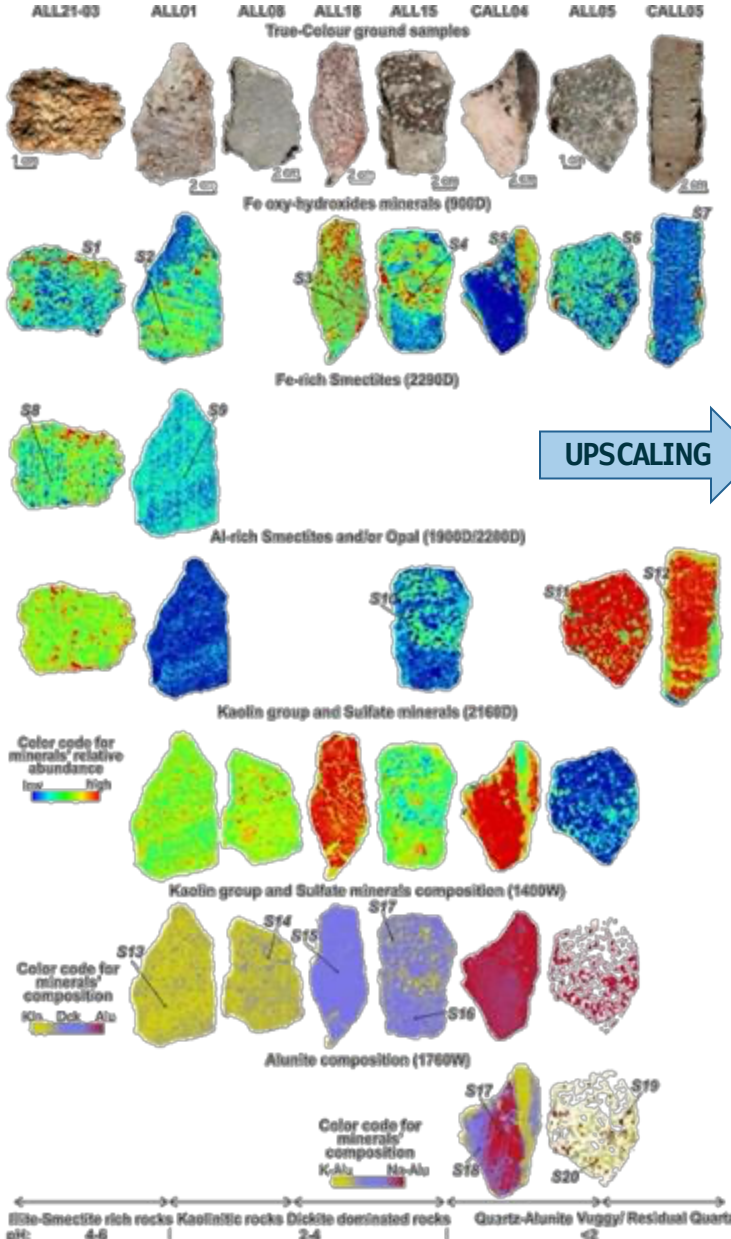 ALL21-03 ALL01 ALL08 ALL18 ALL15 CALL04 ALL05 CALL05
True-Colour ground samples
1 cm 2 cm 2 cm 2 cm 2 cm 2 cm 1 cm 2 cm
Fe oxy-hydroxides minerals (900D)
S1 S2 S3 S4 S5 S6 S7
Fe-rich Smectites (2290D)
S8 S9
UPSCALING
Al-rich Smectites and/or Opal (1900D/2200D)
S10 S11 S12
Kaolin group and Sulfate minerals (2160D)
Color code for
minerals' relative
abundance
low high
Kaolin group and Sulfate minerals composition (1400W)
S13 S14 S15 S17 S16
Color code for
minerals'
composition
Kln Dck Alu
Alunite composition (1760W)
S17 S18 S19 S20
Color code for
minerals'
composition
K-Alu Na-Alu
Illite-Smectite rich rocks Kaolinitic rocks Dickite dominated rocks Quartz-Alunite Vuggy/ Residual Quartz
pH: 4-6 2-4 <2